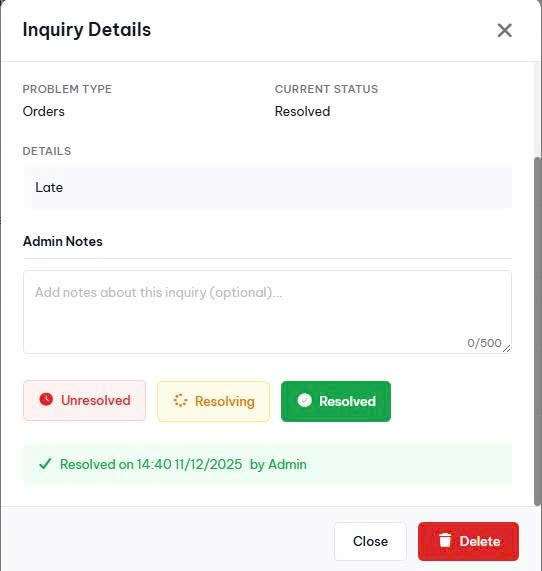 Inquiry Details
PROBLEM TYPE
CURRENT STATUS
Orders
Resolved
DETAILS
Late
Admin Notes
Add notes about this inquiry (optional)...
0/500
Unresolved
Resolving
Resolved
Resolved on 14:40 11/12/2025 by Admin
Close
Delete